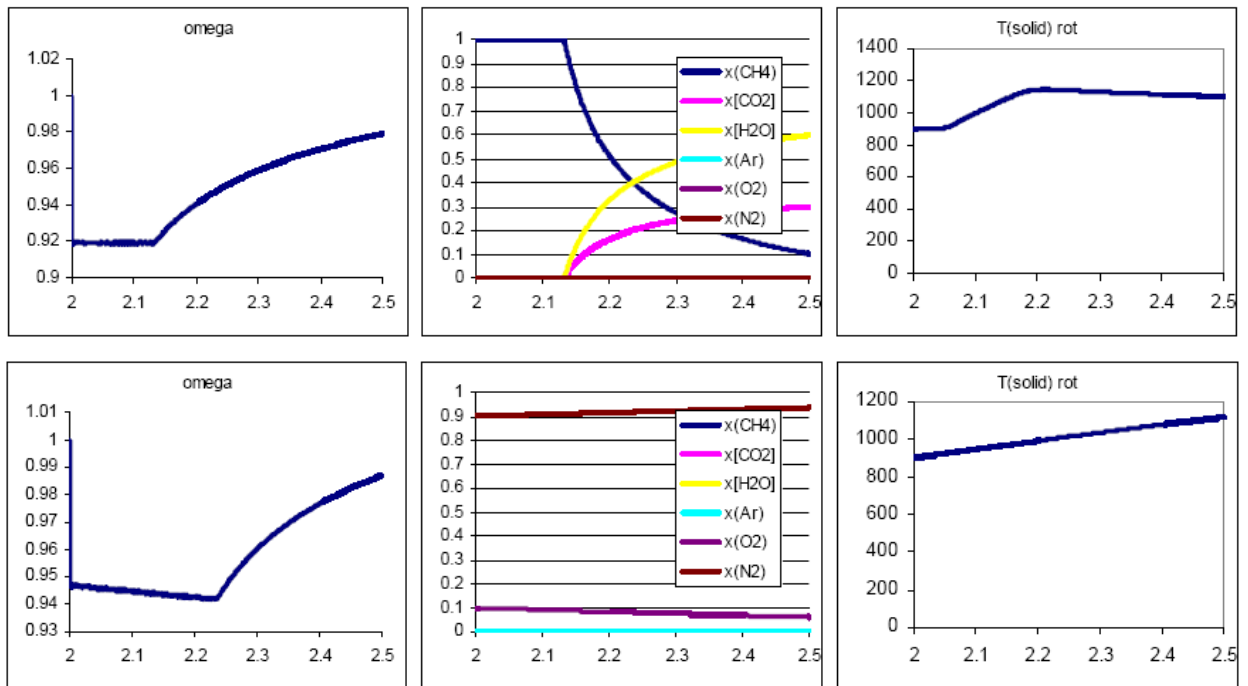 omega
1.02
1
0.98
0.96
0.94
0.92
0.9
2 2.1 2.2 2.3 2.4 2.5
1
0.9
0.8
0.7
0.6
0.5
0.4
0.3
0.2
0.1
0
2 2.1 2.2 2.3 2.4 2.5
x(CH4)
x[CO2]
x[H2O]
x(Ar)
x(O2)
x(N2)
T(solid) rot
1400
1200
1000
800
600
400
200
0
2 2.1 2.2 2.3 2.4 2.5
omega
1.01
1
0.99
0.98
0.97
0.96
0.95
0.94
0.93
2 2.1 2.2 2.3 2.4 2.5
1
0.9
0.8
0.7
0.6
0.5
0.4
0.3
0.2
0.1
0
2 2.1 2.2 2.3 2.4 2.5
x(CH4)
x[CO2]
x[H2O]
x(Ar)
x(O2)
x(N2)
T(solid) rot
1200
1000
800
600
400
200
0
2 2.1 2.2 2.3 2.4 2.5